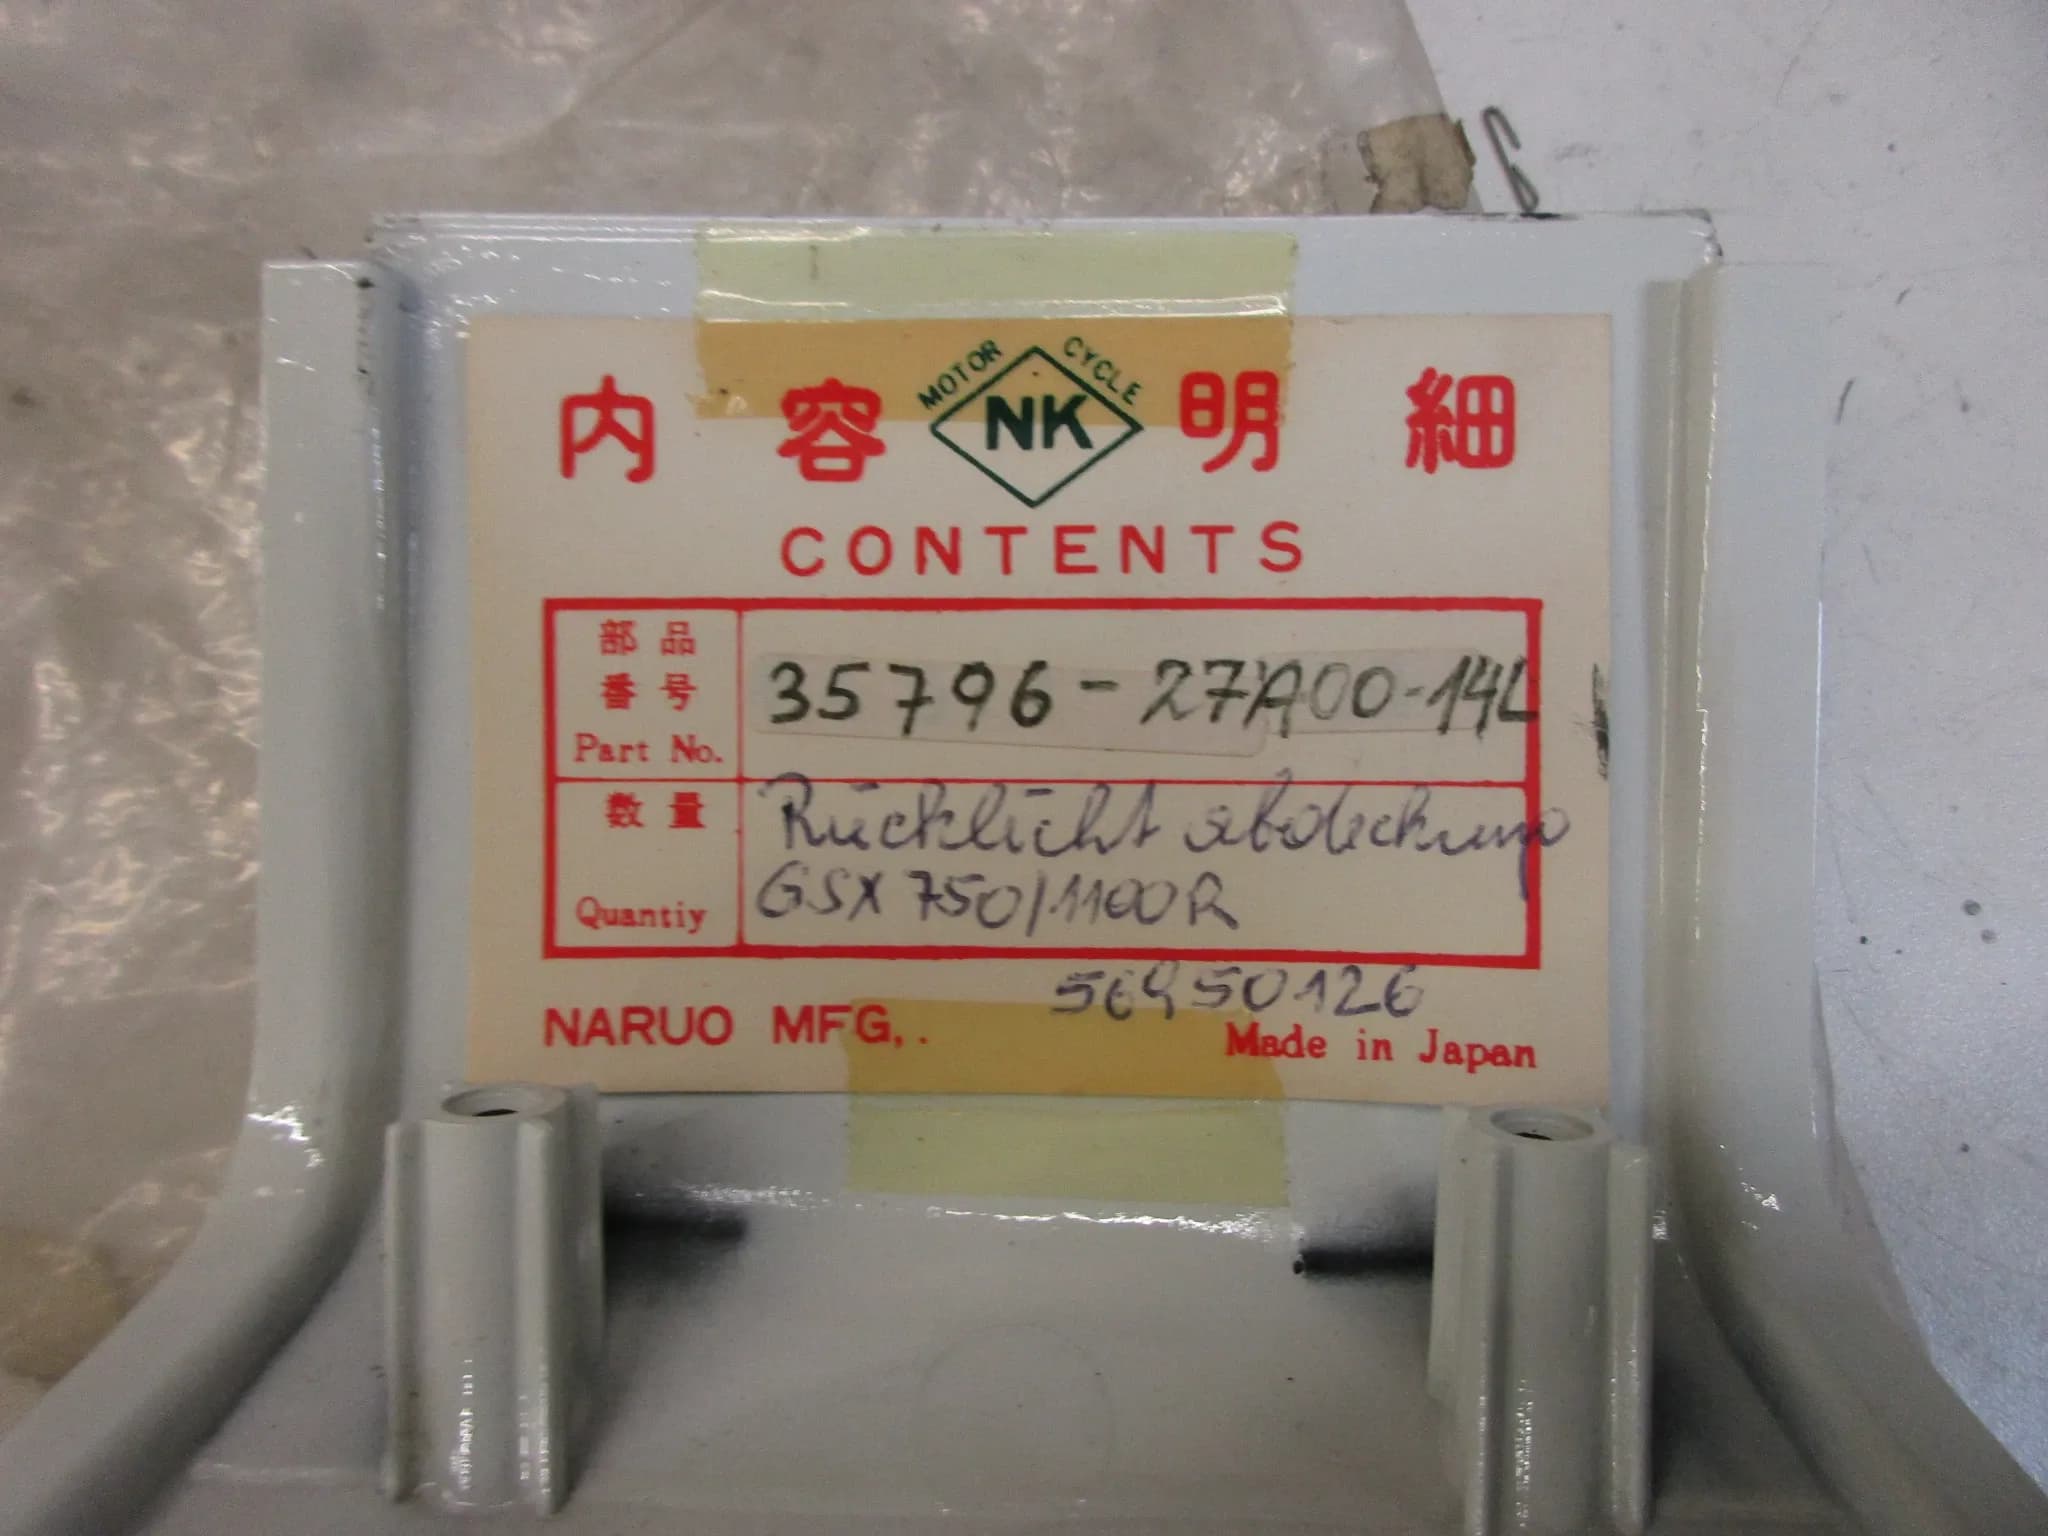 MOTOR CYCLE
NK
内容明細
CONTENTS
部品
番号
Part No.
35796-27A00-14L
数量
Quantiy
Rücklicht abdeckung
GSX 750/1100R
56950126
NARUO MFG,.
Made in Japan